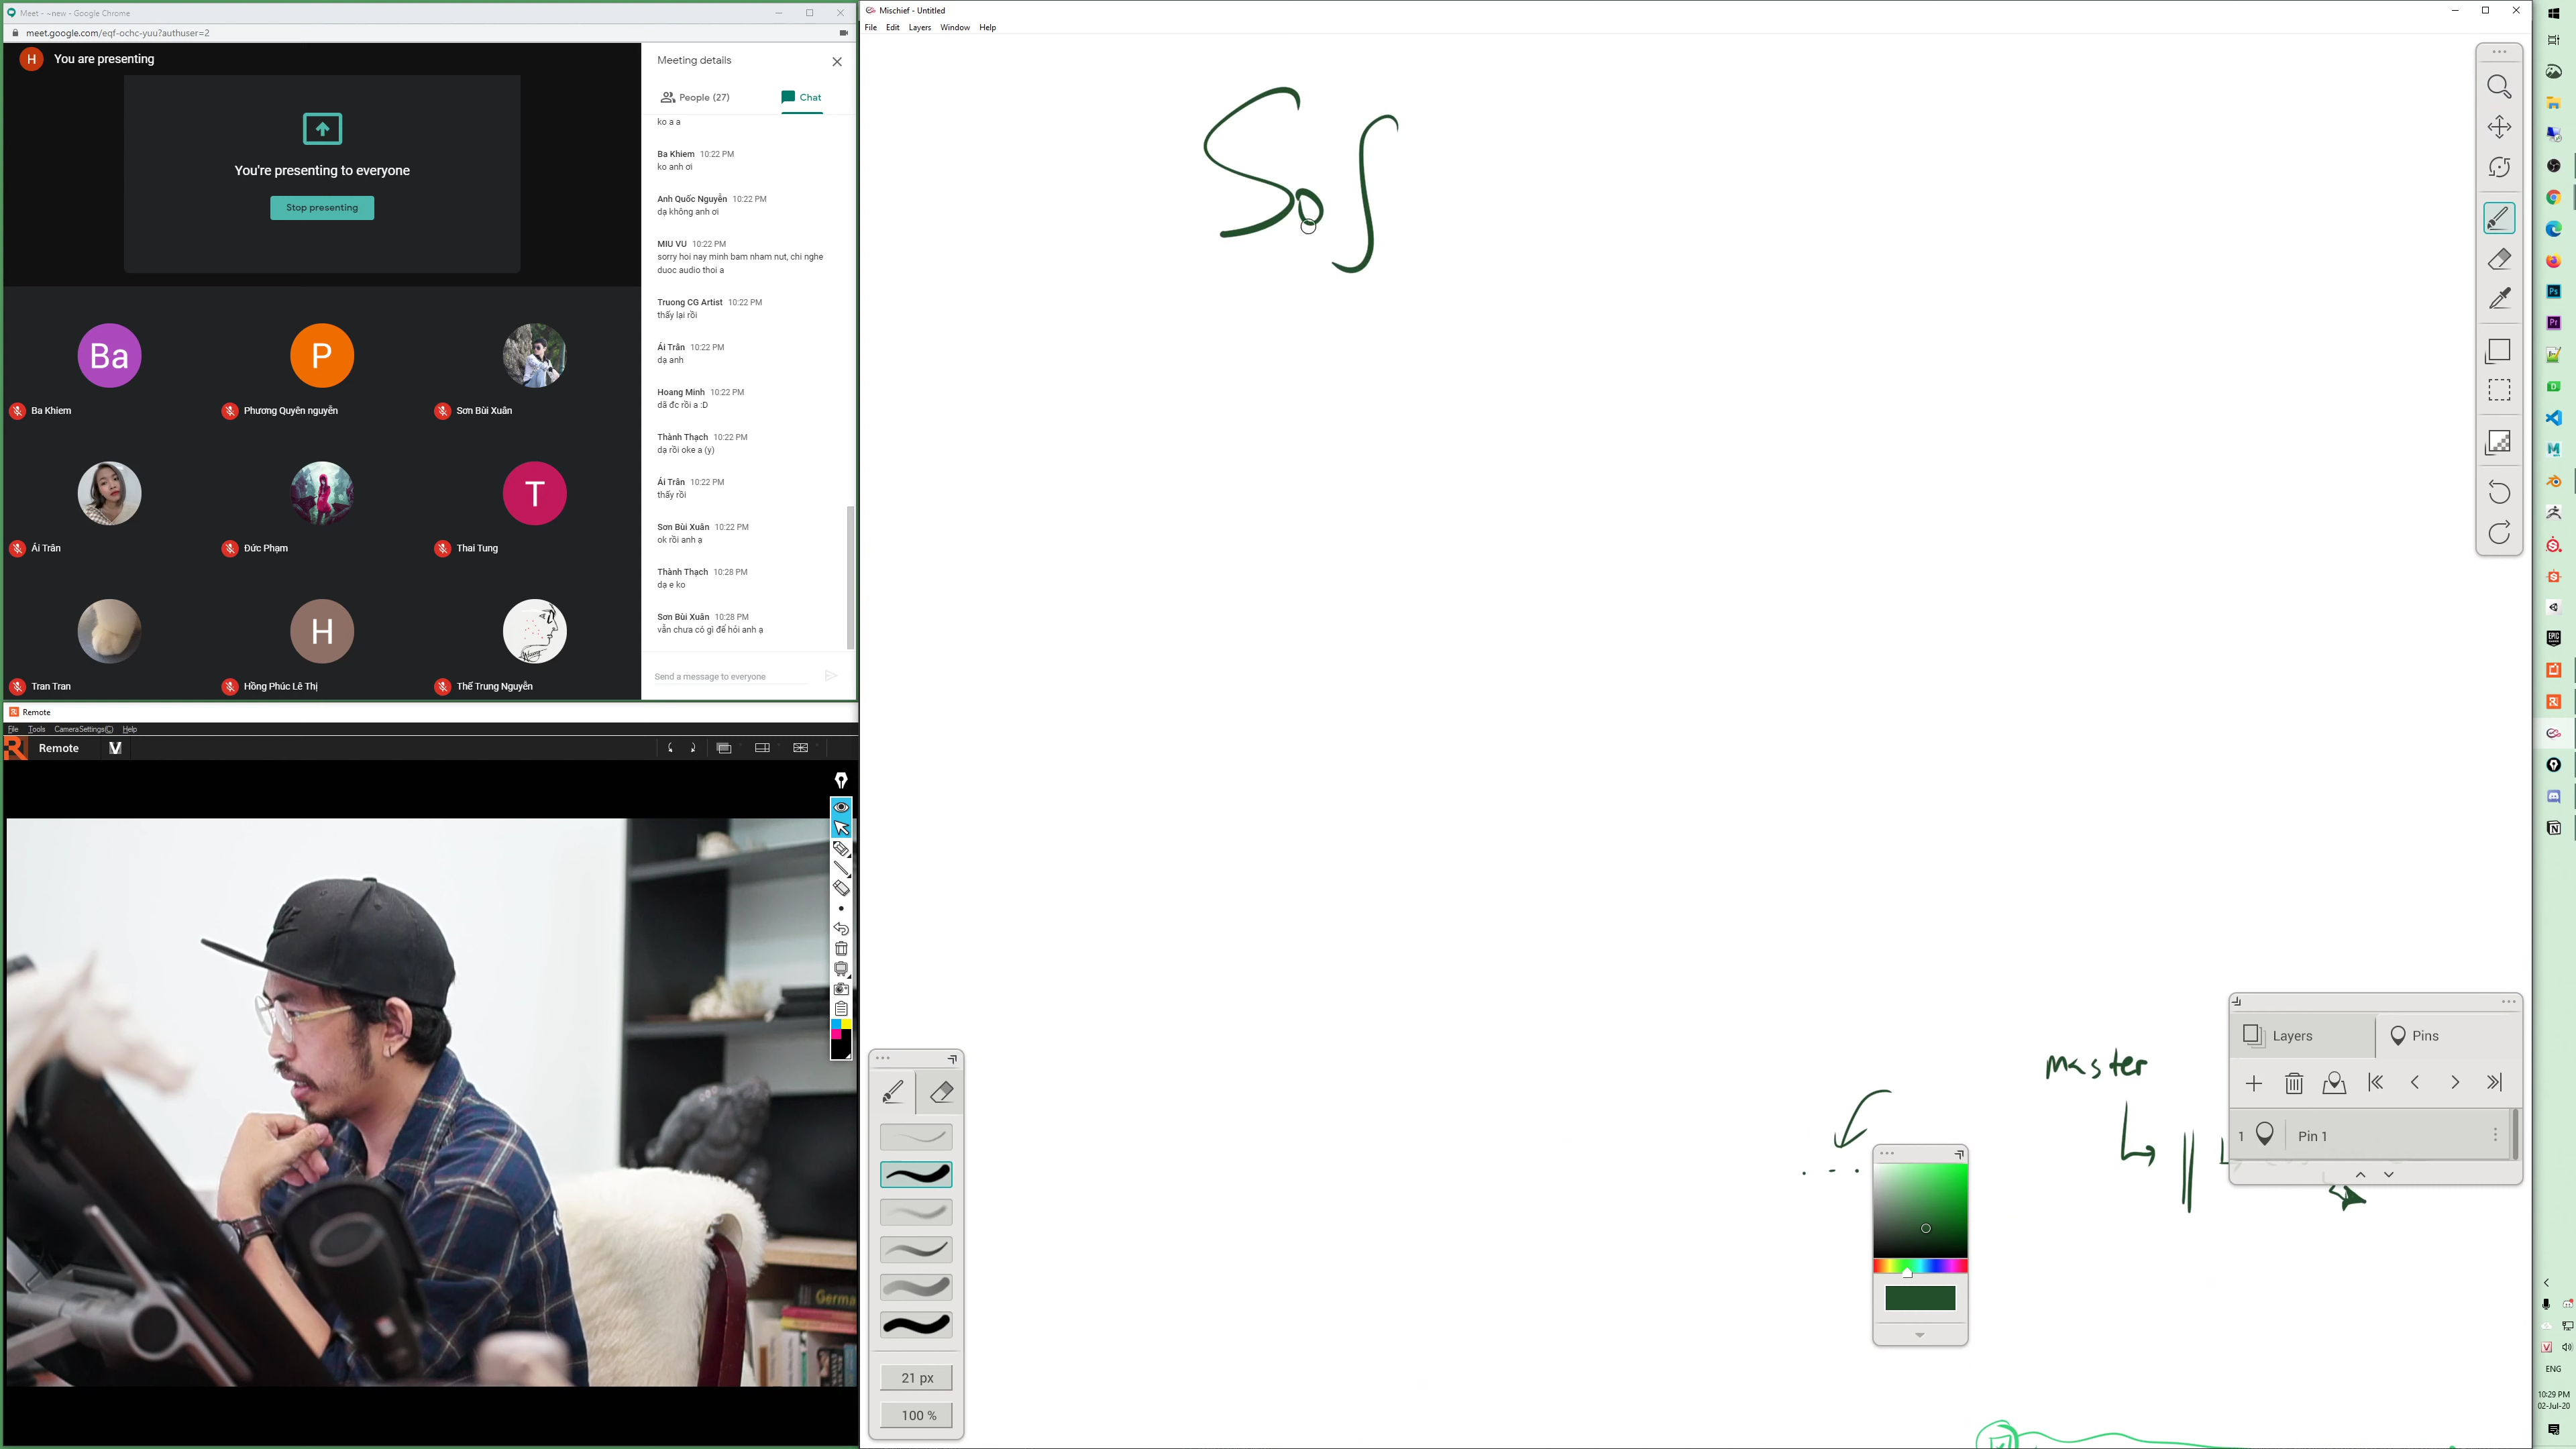 Meet - ~new - Google Chrome
meet.google.com/eqf-ochc-yuu?authuser=2
H You are presenting
You're presenting to everyone
Stop presenting
Ba
Ba Khiem
P
Phương Quyên nguyễn
Sơn Bùi Xuân
Ái Trân
Đức Phạm
T
Thai Tung
Tran Tran
H
Hồng Phúc Lê Thị
Thế Trung Nguyễn
Meeting details
People (27) Chat
ko a a
Ba Khiem 10:22 PM
ko anh ơi
Anh Quốc Nguyễn 10:22 PM
dạ không anh ơi
MIU VU 10:22 PM
sorry hoi nay minh bam nham nut, chi nghe
duoc audio thoi a
Truong CG Artist 10:22 PM
thấy lại rồi
Ái Trân 10:22 PM
dạ anh
Hoang Minh 10:22 PM
dã đc rồi a :D
Thành Thạch 10:22 PM
dạ rồi oke a (y)
Ái Trân 10:22 PM
thấy rồi
Sơn Bùi Xuân 10:22 PM
ok rồi anh ạ
Thành Thạch 10:28 PM
dạ e ko
Sơn Bùi Xuân 10:28 PM
vẫn chưa có gì để hỏi anh ạ
Send a message to everyone
Remote
File Tools CameraSettings(C) Help
R Remote V
Germa
Mischief - Untitled
File Edit Layers Window Help
So
master
Layers Pins
1 Pin 1
21 px
100 %
Ps
Pr
D
M
EPIC
N
ENG
10:29 PM
02-Jul-20